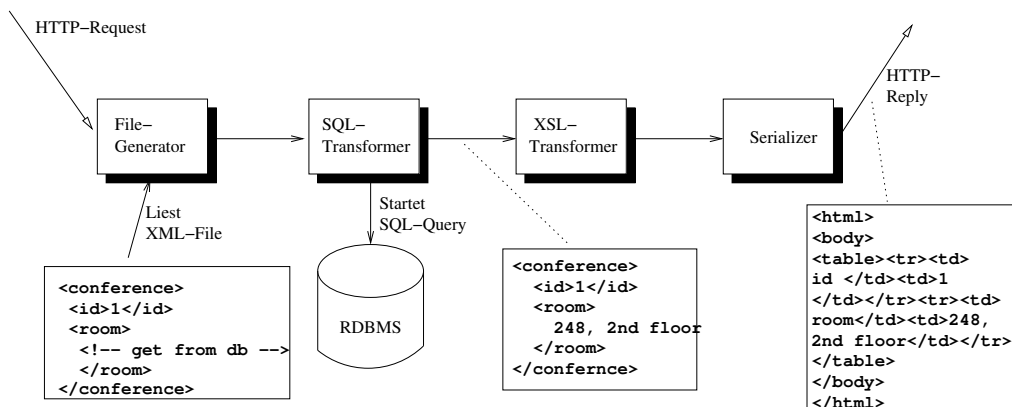 HTTP–Request
HTTP–
Reply
File–
Generator
SQL–
Transformer
XSL–
Transformer
Serializer
Liest
XML–File
Startet
SQL–Query
<conference>
<id>1</id>
<room>
<!–– get from db ––>
</room>
</conference>
RDBMS
<conference>
<id>1</id>
<room>
248, 2nd floor
</room>
</confernce>
<html>
<body>
<table><tr><td>
id </td><td>1
</td></tr><tr><td>
room</td><td>248,
2nd floor</td></tr>
</table>
</body>
</html>